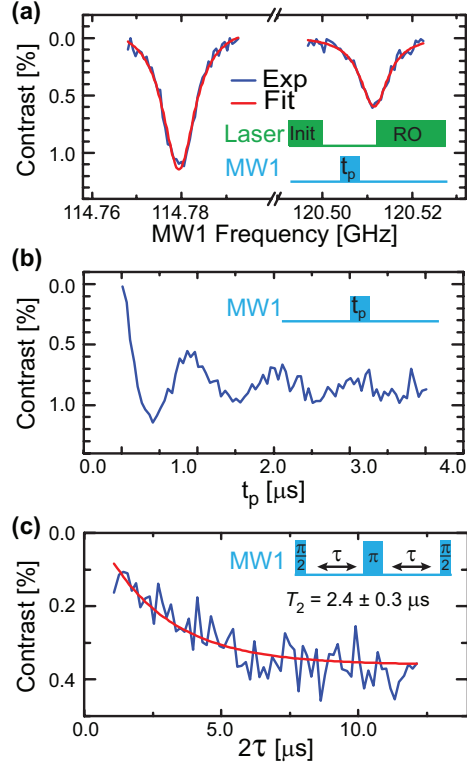 (a)
Contrast [%]
0.0
0.5
1.0
Exp
Fit
Laser Init RO
MW1 tp
114.76 114.78 120.50 120.52
MW1 Frequency [GHz]
(b)
Contrast [%]
0.0
0.5
1.0
MW1 tp
0.0 1.0 2.0 3.0 4.0
tp [μs]
(c)
Contrast [%]
0.0
0.2
0.4
MW1 π/2 τ π τ π/2
T2 = 2.4 ± 0.3 μs
0.0 5.0 10.0
2τ [μs]